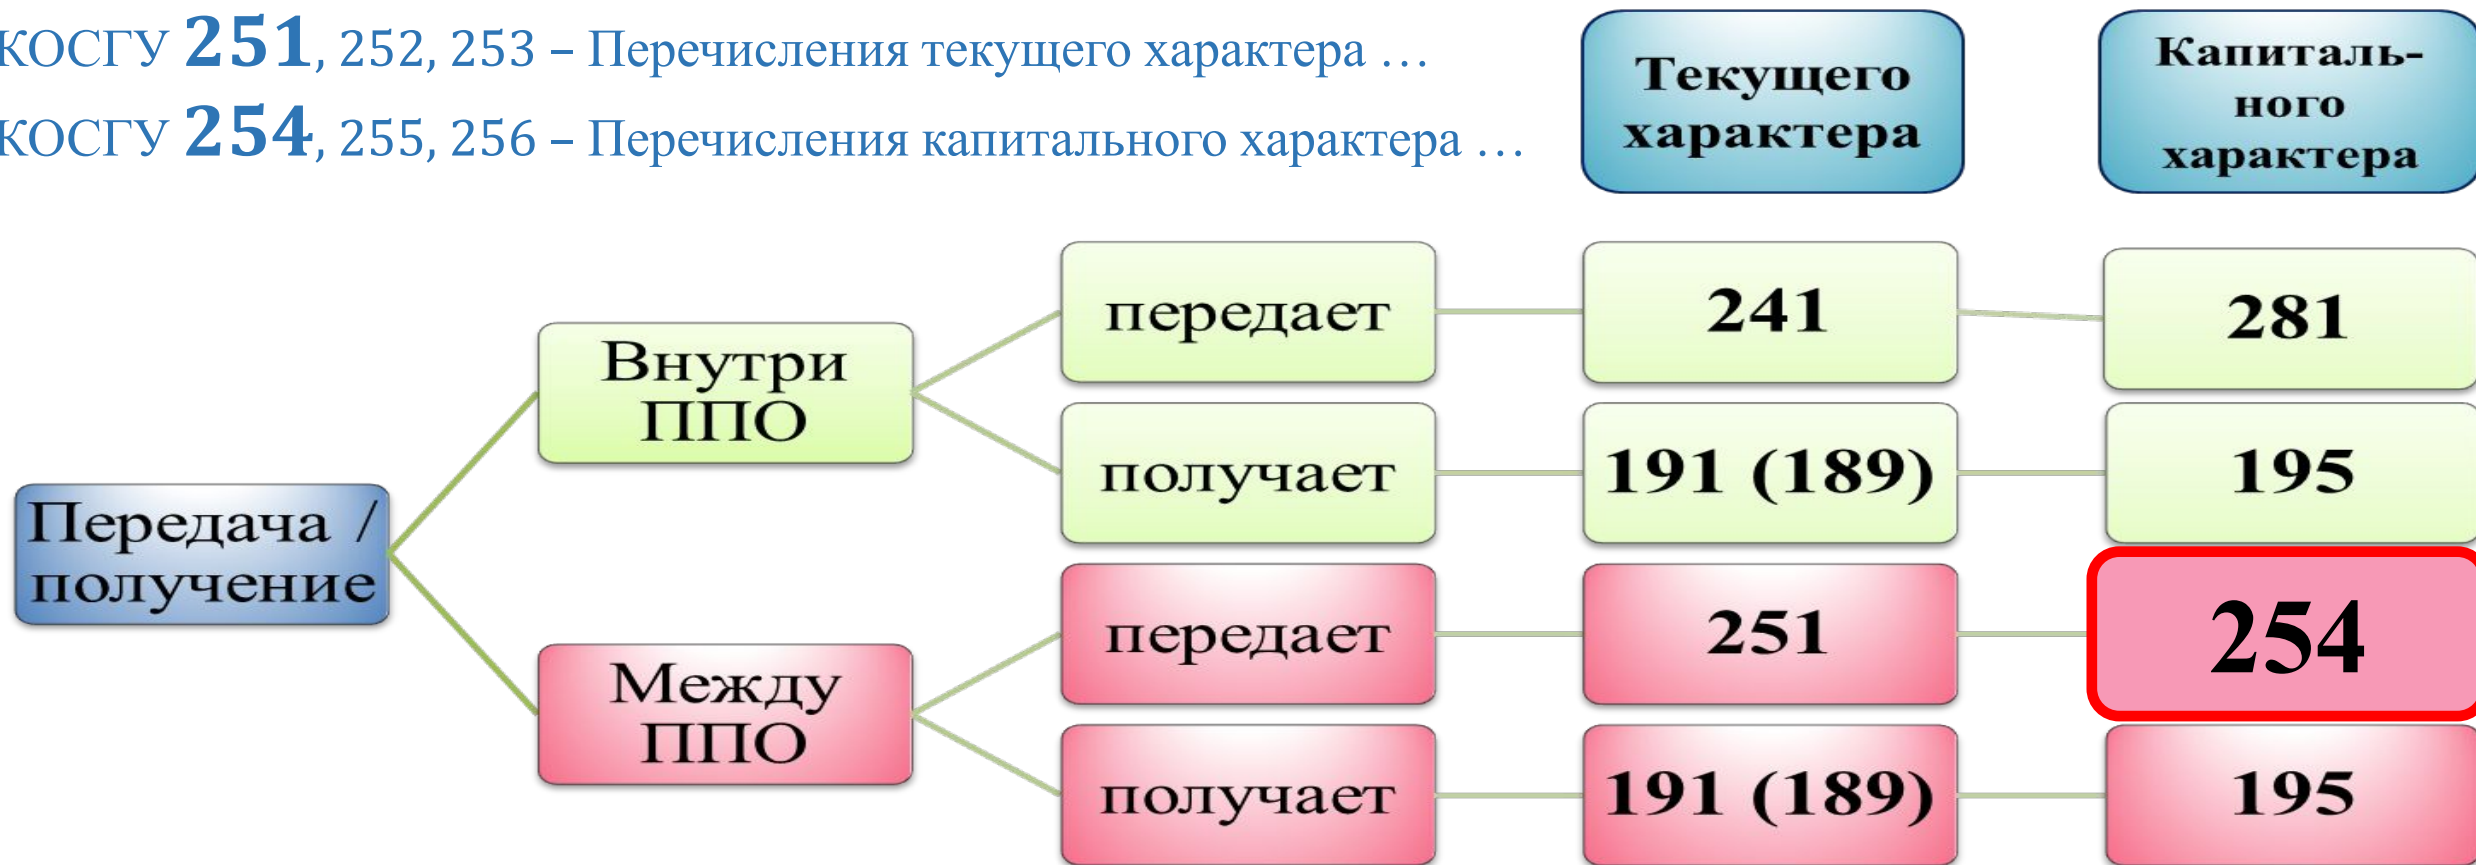 КОСГУ 251, 252, 253 – Перечисления текущего характера …
КОСГУ 254, 255, 256 – Перечисления капитального характера …
Текущего
характера
Капиталь-
ного
характера
Передача /
получение
Внутри
ППО
передает
241
281
получает
191 (189)
195
Между
ППО
передает
251
254
получает
191 (189)
195